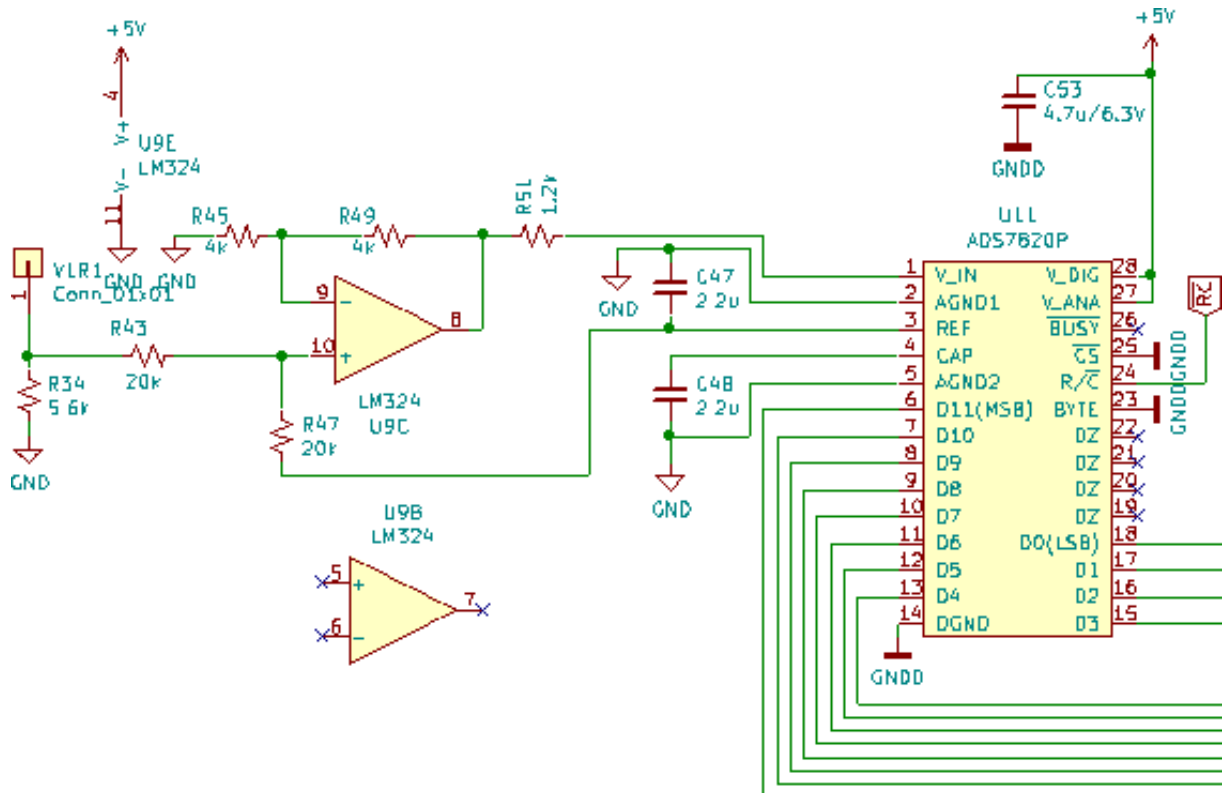 +5V
4
V+
U9E
LM324
V-
11
GND
VLR1
Conn_01x01
1
R34
5.6k
GND
R43
20k
GND
R45
4k
R49
4k
9
-
10
+
8
LM324
U9C
R47
20k
R51
1.2k
GND
C47
2.2u
C48
2.2u
GND
U9B
LM324
5
+
6
-
7
+5V
C53
4.7u/6.3V
GNDD
U11
ADS7820P
1 V_IN V_DIG 28
2 AGND1 V_ANA 27
3 REF BUSY 26
4 CAP CS 25
5 AGND2 R/C 24
6 D11(MSB) BYTE 23
7 D10 DZ 22
8 D9 DZ 21
9 D8 DZ 20
10 D7 DZ 19
11 D6 D0(LSB) 18
12 D5 D1 17
13 D4 D2 16
14 DGND D3 15
GNDD
GNDD
GNDD
RC